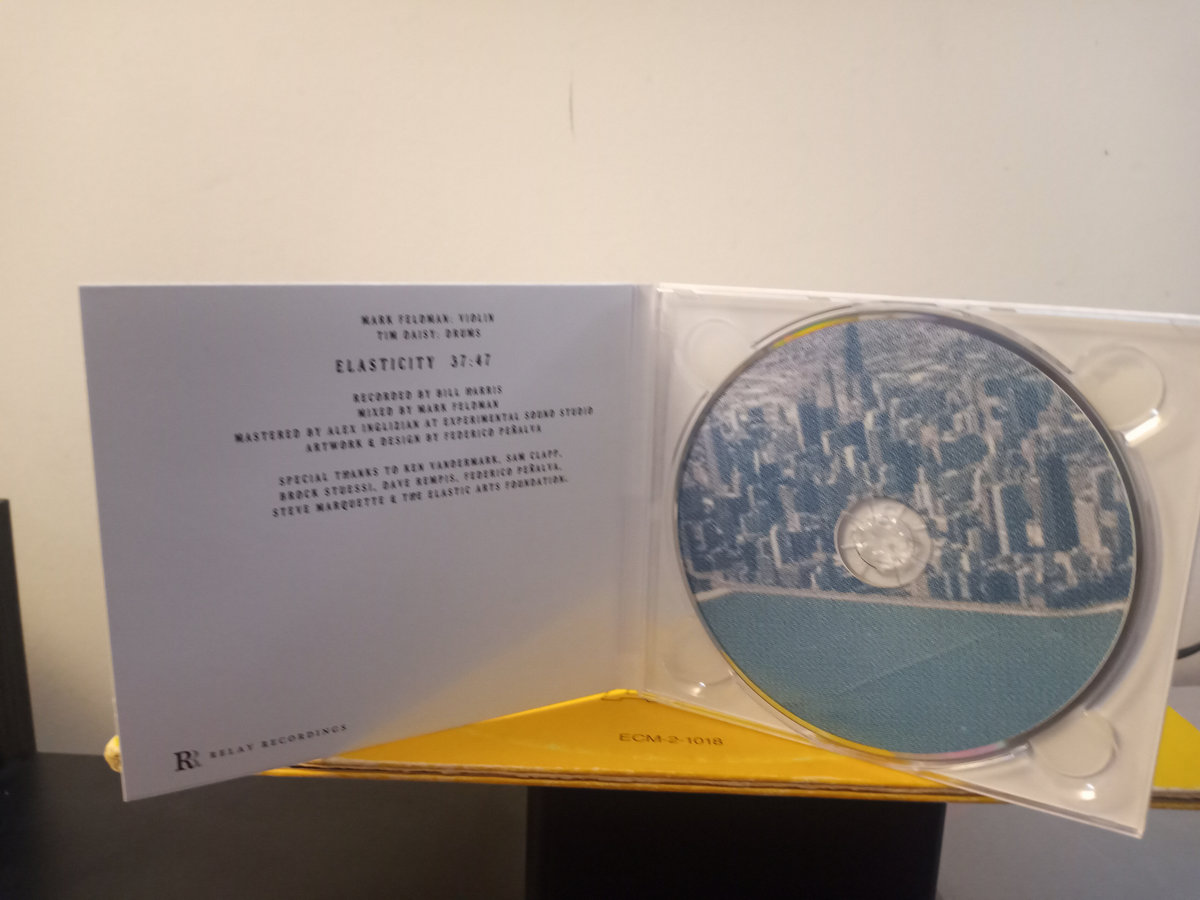 MARK FELDMAN: VIOLIN
TIM DAISY: DRUMS
ELASTICITY 37:47
RECORDED BY BILL HARRIS
MIXED BY MARK FELDMAN
MASTERED BY ALEX INGLIZIAN AT EXPERIMENTAL SOUND STUDIO
ARTWORK & DESIGN BY FEDERICO PEÑALVA
SPECIAL THANKS TO KEN VANDERMARK, SAM CLAPP,
BROCK STUESSI, DAVE REMPIS, FEDERICO PEÑALVA,
STEVE MARQUETTE & THE ELASTIC ARTS FOUNDATION.
RR RELAY RECORDINGS
ECM-2-1018